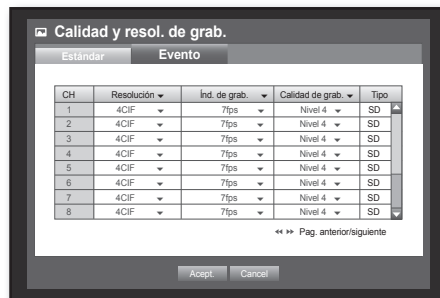 Calidad y resol. de grab.
Estándar Evento
CH Resolución Índ. de grab. Calidad de grab. Tipo
1 4CIF 7fps Nivel 4 SD
2 4CIF 7fps Nivel 4 SD
3 4CIF 7fps Nivel 4 SD
4 4CIF 7fps Nivel 4 SD
5 4CIF 7fps Nivel 4 SD
6 4CIF 7fps Nivel 4 SD
7 4CIF 7fps Nivel 4 SD
8 4CIF 7fps Nivel 4 SD
Pag. anterior/siguiente
Acept. Cancel